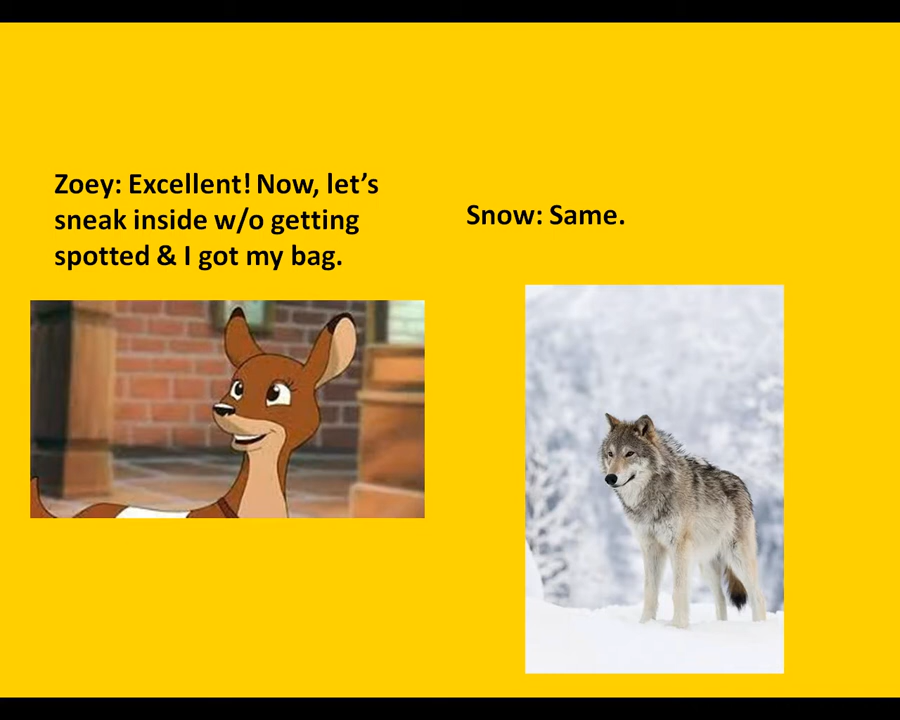 Zoey: Excellent! Now, let’s
sneak inside w/o getting
spotted & I got my bag.
Snow: Same.